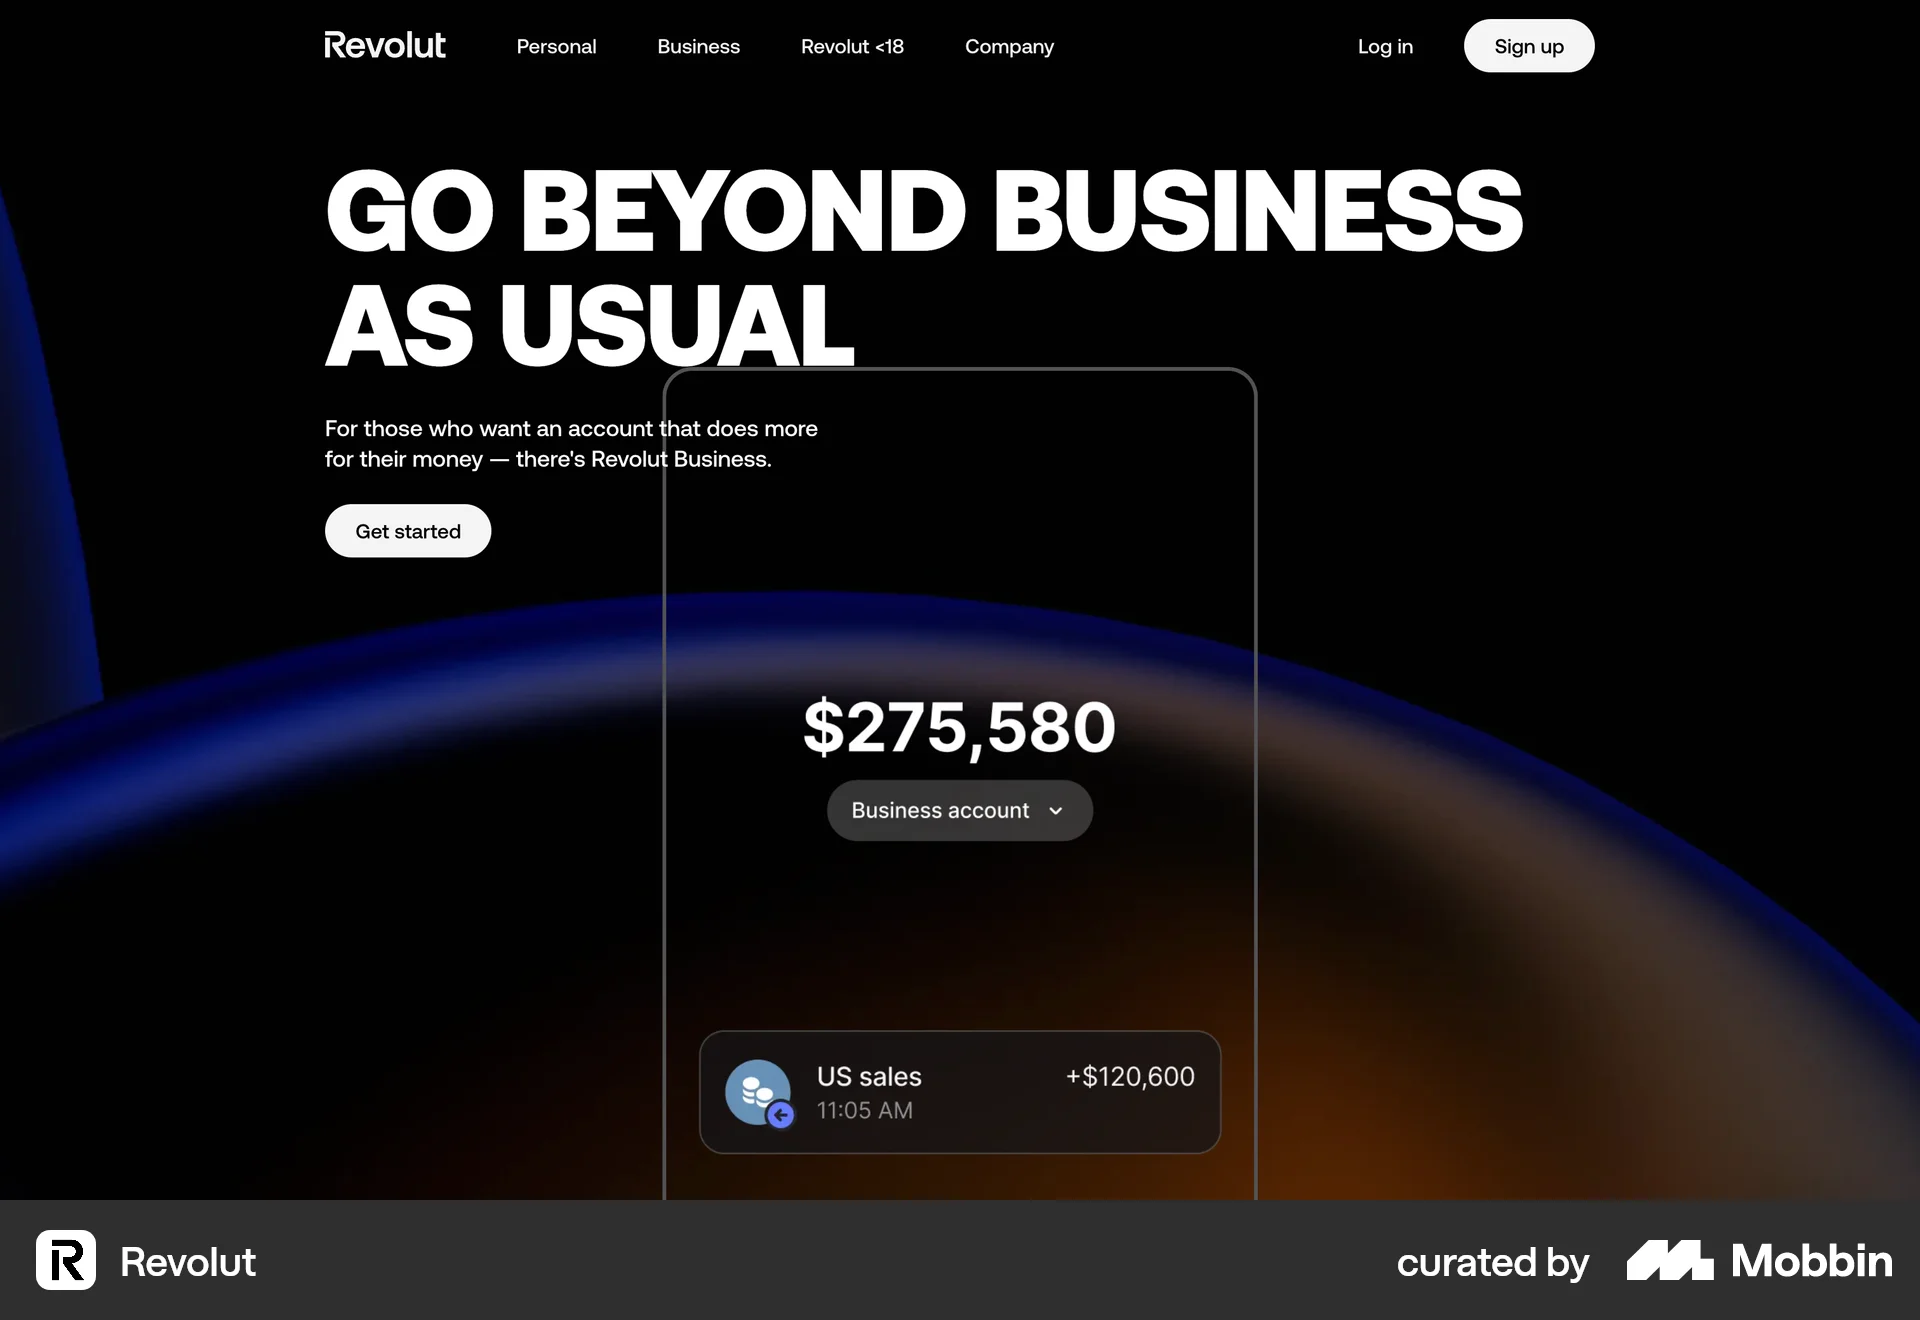 Revolut
Personal
Business
Revolut <18
Company
Log in
Sign up
GO BEYOND BUSINESS
AS USUAL
For those who want an account that does more
for their money — there's Revolut Business.
Get started
$275,580
Business account
US sales
+$120,600
11:05 AM
R Revolut
curated by
Mobbin